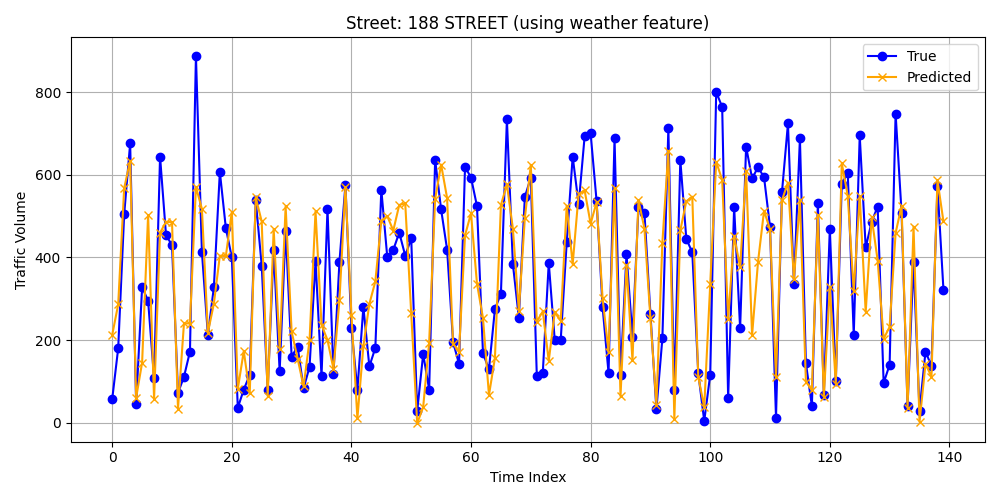 Street: 188 STREET (using weather feature)
True
Predicted
Traffic Volume
800
600
400
200
0
0 20 40 60 80 100 120 140
Time Index